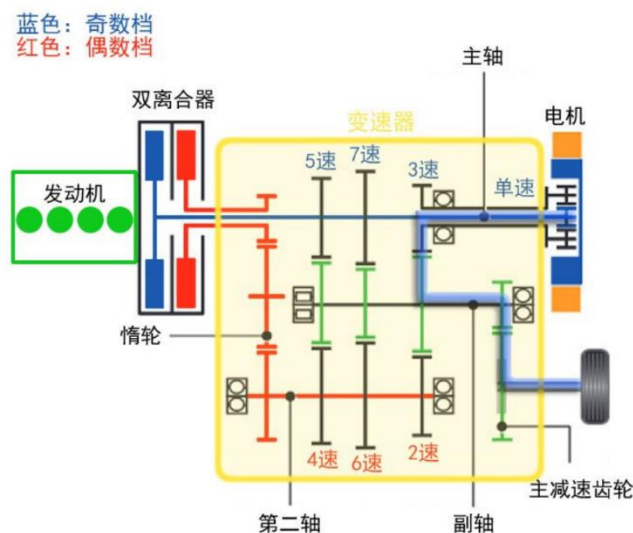 蓝色：奇数档
红色：偶数档
主轴
双离合器
电机
变速器
5速
7速
3速
单速
发动机
惰轮
4速
6速
2速
主减速齿轮
第二轴
副轴